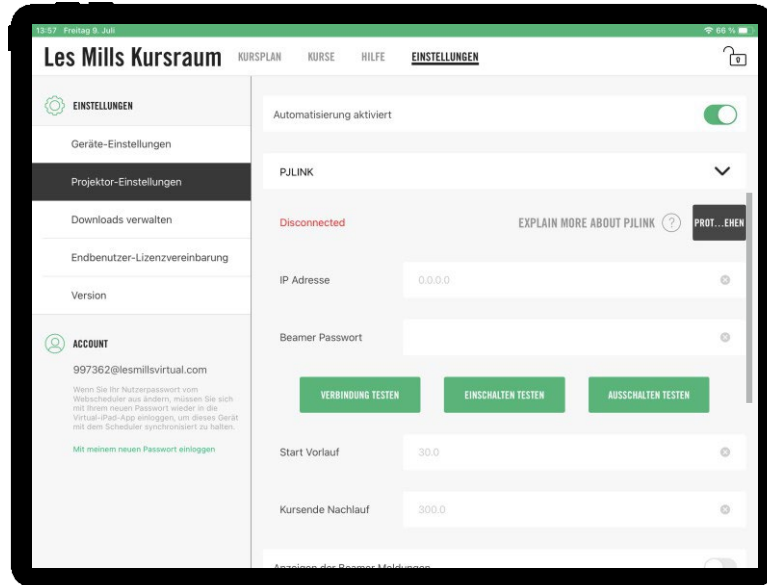 13:57 Freitag 9. Juli
66 %
Les Mills Kursraum
KURSPLAN KURSE HILFE EINSTELLUNGEN
EINSTELLUNGEN
Geräte-Einstellungen
Projektor-Einstellungen
Downloads verwalten
Endbenutzer-Lizenzvereinbarung
Version
ACCOUNT
997362@lesmillsvirtual.com
Wenn Sie Ihr Nutzerpasswort vom
Webscheduler aus ändern, müssen Sie sich
mit Ihrem neuen Passwort wieder in die
Virtual-iPad-App einloggen, um dieses Gerät
mit dem Scheduler synchronisiert zu halten.
Mit meinem neuen Passwort einloggen
Automatisierung aktiviert
PJLINK
Disconnected
EXPLAIN MORE ABOUT PJLINK ?
PROT...EHEN
IP Adresse 0.0.0.0
Beamer Passwort
VERBINDUNG TESTEN EINSCHALTEN TESTEN AUSSCHALTEN TESTEN
Start Vorlauf 30.0
Kursende Nachlauf 300.0
Anzeigen der Beamer Meldungen